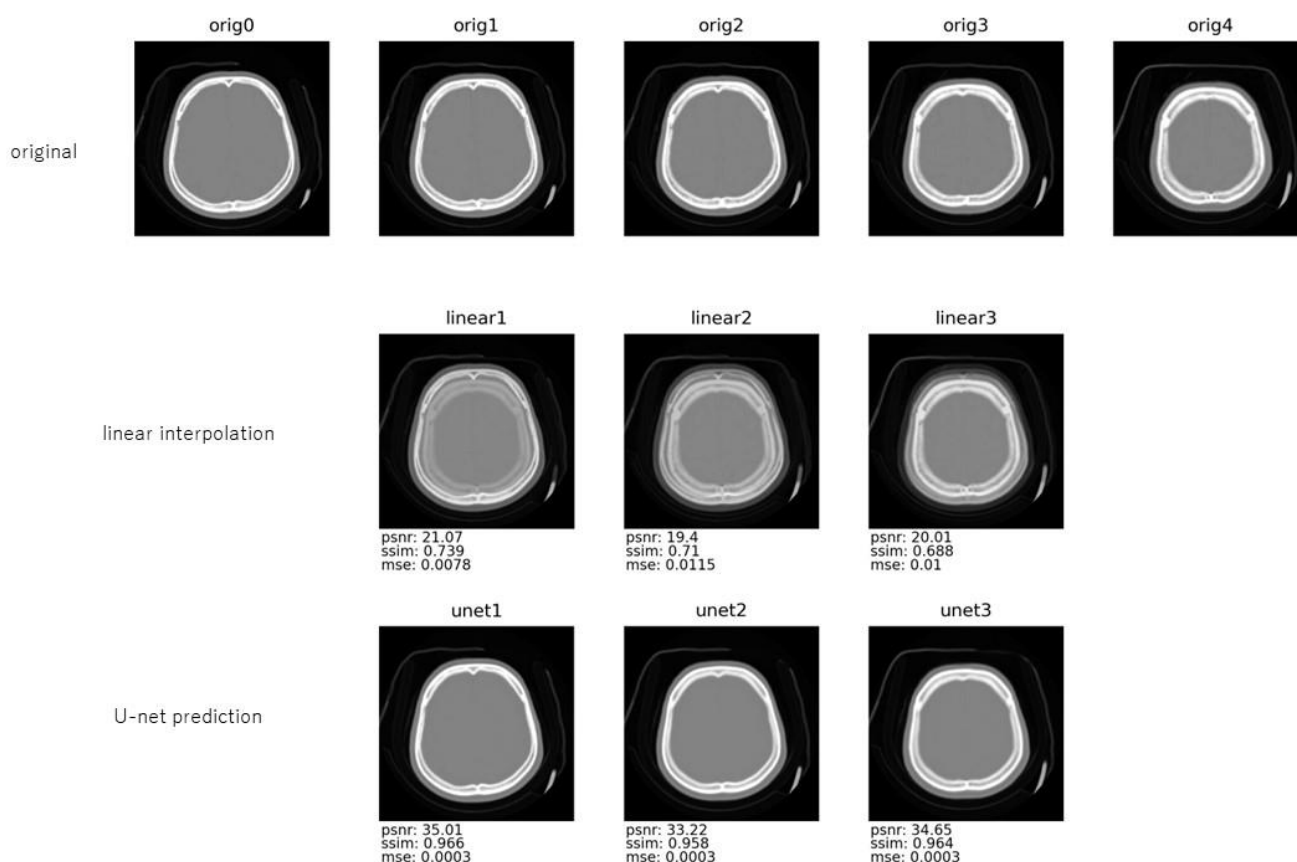 orig0 orig1 orig2 orig3 orig4
original
linear1 linear2 linear3
linear interpolation
psnr: 21.07 psnr: 19.4 psnr: 20.01
ssim: 0.739 ssim: 0.71 ssim: 0.688
mse: 0.0078 mse: 0.0115 mse: 0.01
unet1 unet2 unet3
U-net prediction
psnr: 35.01 psnr: 33.22 psnr: 34.65
ssim: 0.966 ssim: 0.958 ssim: 0.964
mse: 0.0003 mse: 0.0003 mse: 0.0003